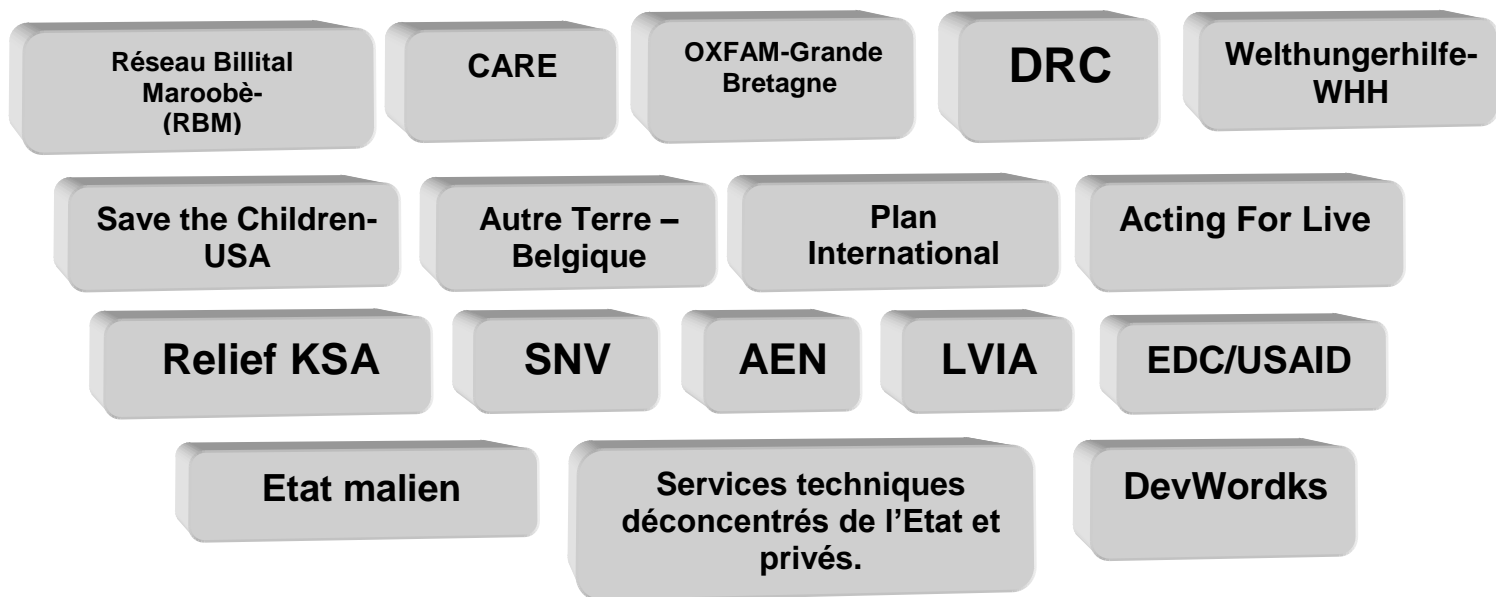 Réseau Billital
Maroobè-
(RBM)
CARE
OXFAM-Grande
Bretagne
DRC
Welthungerhilfe-
WHH
Save the Children-
USA
Autre Terre –
Belgique
Plan
International
Acting For Live
Relief KSA
SNV
AEN
LVIA
EDC/USAID
Etat malien
Services techniques
déconcentrés de l’Etat et
privés.
DevWordks